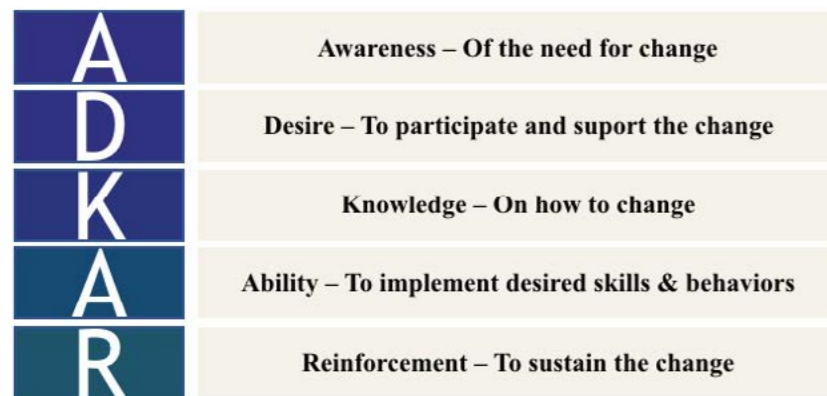 A
Awareness – Of the need for change
D
Desire – To participate and suport the change
K
Knowledge – On how to change
A
Ability – To implement desired skills & behaviors
R
Reinforcement – To sustain the change